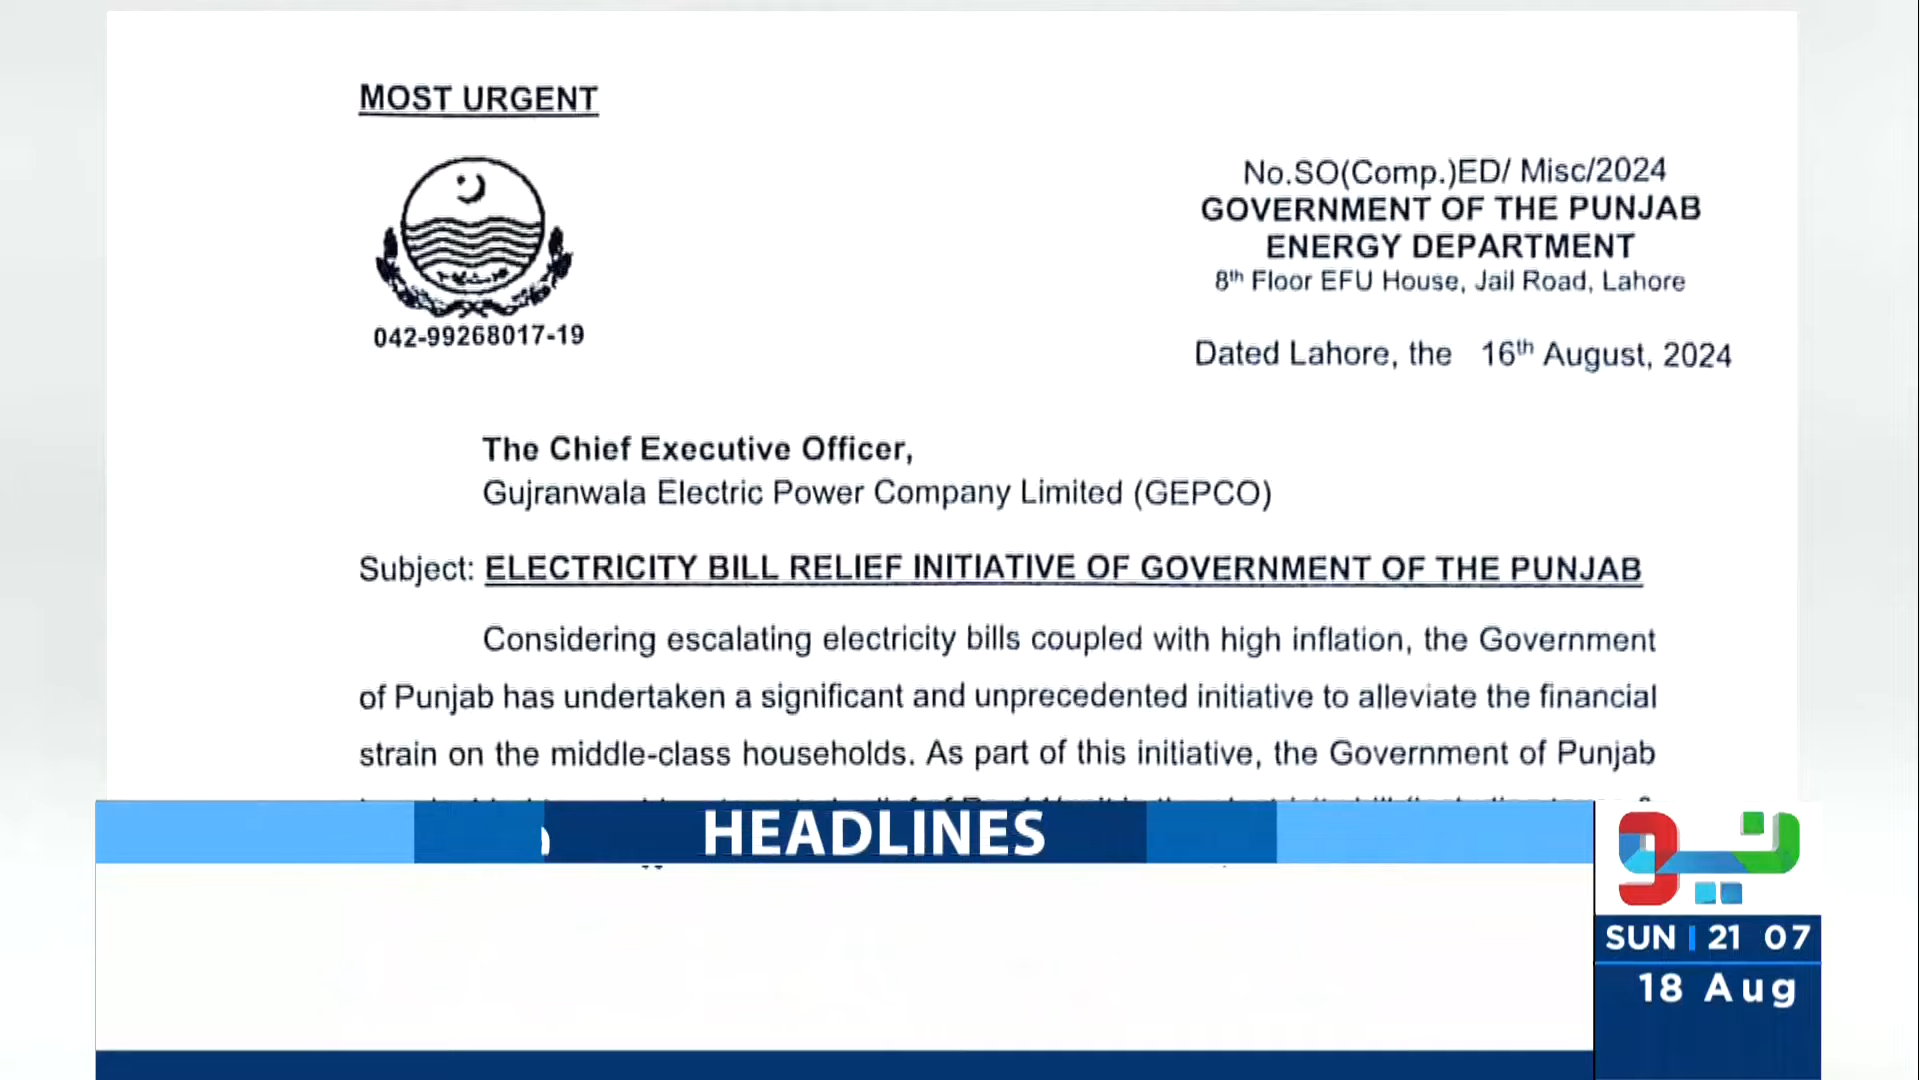 MOST URGENT
No.SO(Comp.)ED/ Misc/2024
GOVERNMENT OF THE PUNJAB
ENERGY DEPARTMENT
8th Floor EFU House, Jail Road, Lahore
042-99268017-19
Dated Lahore, the 16th August, 2024
The Chief Executive Officer,
Gujranwala Electric Power Company Limited (GEPCO)
Subject: ELECTRICITY BILL RELIEF INITIATIVE OF GOVERNMENT OF THE PUNJAB
Considering escalating electricity bills coupled with high inflation, the Government
of Punjab has undertaken a significant and unprecedented initiative to alleviate the financial
strain on the middle-class households. As part of this initiative, the Government of Punjab
HEADLINES
نیو
SUN 21 07
18 Aug